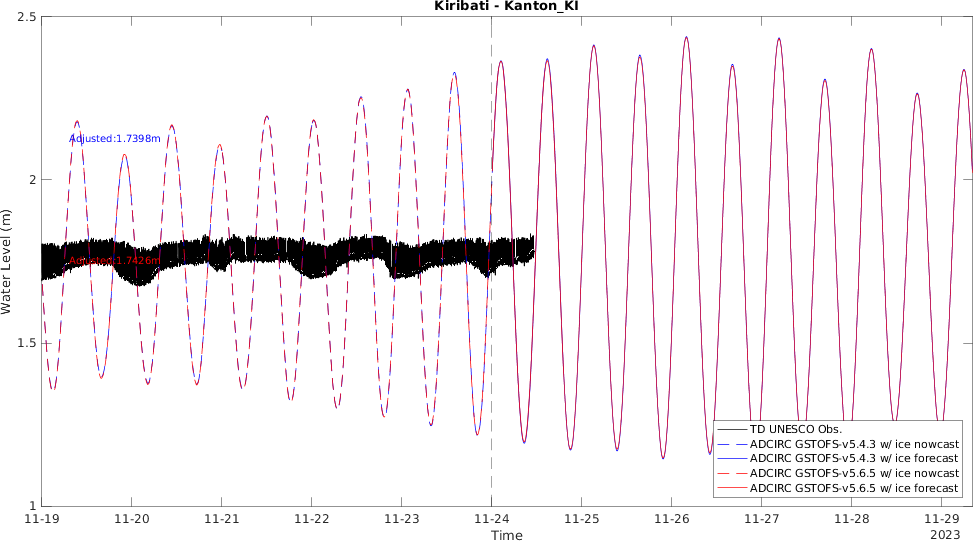 Kiribati - Kanton_KI
Water Level (m)
2.5
2
1.5
1
Adjusted:1.7398m
Adjusted:1.7426m
TD UNESCO Obs.
ADCIRC GSTOFS-v5.4.3 w/ ice nowcast
ADCIRC GSTOFS-v5.4.3 w/ ice forecast
ADCIRC GSTOFS-v5.6.5 w/ ice nowcast
ADCIRC GSTOFS-v5.6.5 w/ ice forecast
11-19 11-20 11-21 11-22 11-23 11-24 11-25 11-26 11-27 11-28 11-29
2023
Time